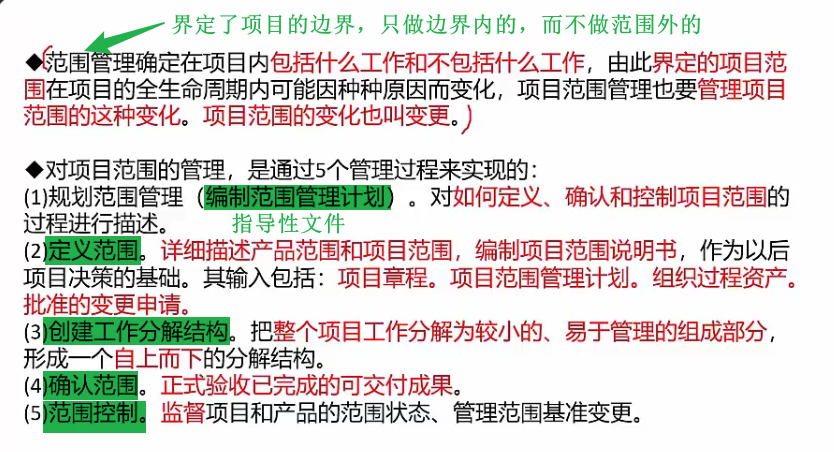 界定了项目的边界，只做边界内的，而不做范围外的
◆范围管理确定在项目内包括什么工作和不包括什么工作，由此界定的项目范
围在项目的全生命周期内可能因种种原因而变化，项目范围管理也要管理项目
范围的这种变化。项目范围的变化也叫变更。
◆对项目范围的管理，是通过5个管理过程来实现的：
(1)规划范围管理（编制范围管理计划）。对如何定义、确认和控制项目范围的
过程进行描述。 指导性文件
(2)定义范围。详细描述产品范围和项目范围，编制项目范围说明书，作为以后
项目决策的基础。其输入包括：项目章程。项目范围管理计划。组织过程资产。
批准的变更申请。
(3)创建工作分解结构。把整个项目工作分解为较小的、易于管理的组成部分，
形成一个自上而下的分解结构。
(4)确认范围。正式验收已完成的可交付成果。
(5)范围控制。监督项目和产品的范围状态、管理范围基准变更。